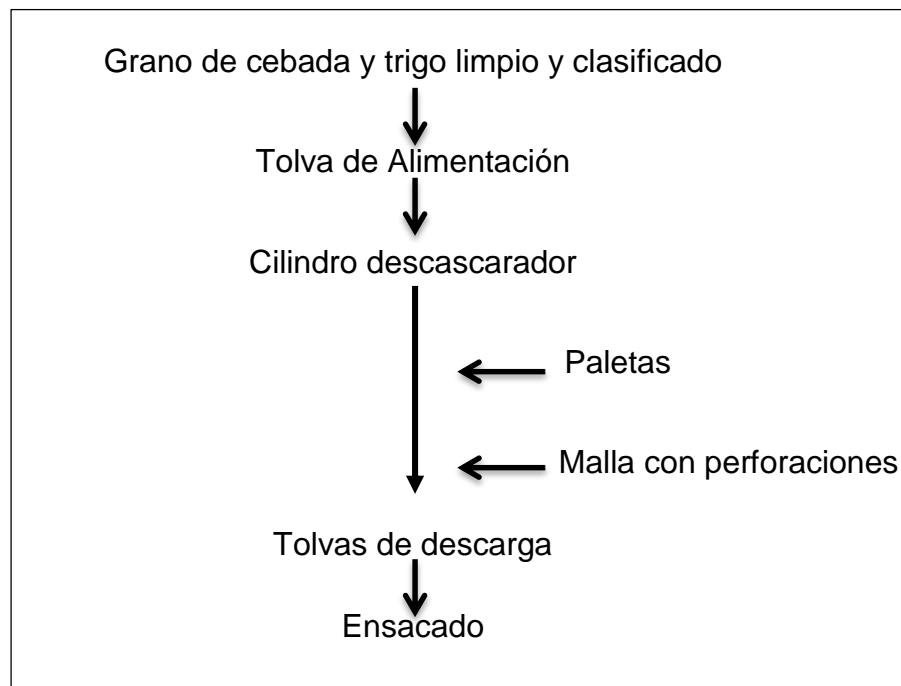 Grano de cebada y trigo limpio y clasificado
Tolva de Alimentación
Cilindro descascarador
Paletas
Malla con perforaciones
Tolvas de descarga
Ensacado